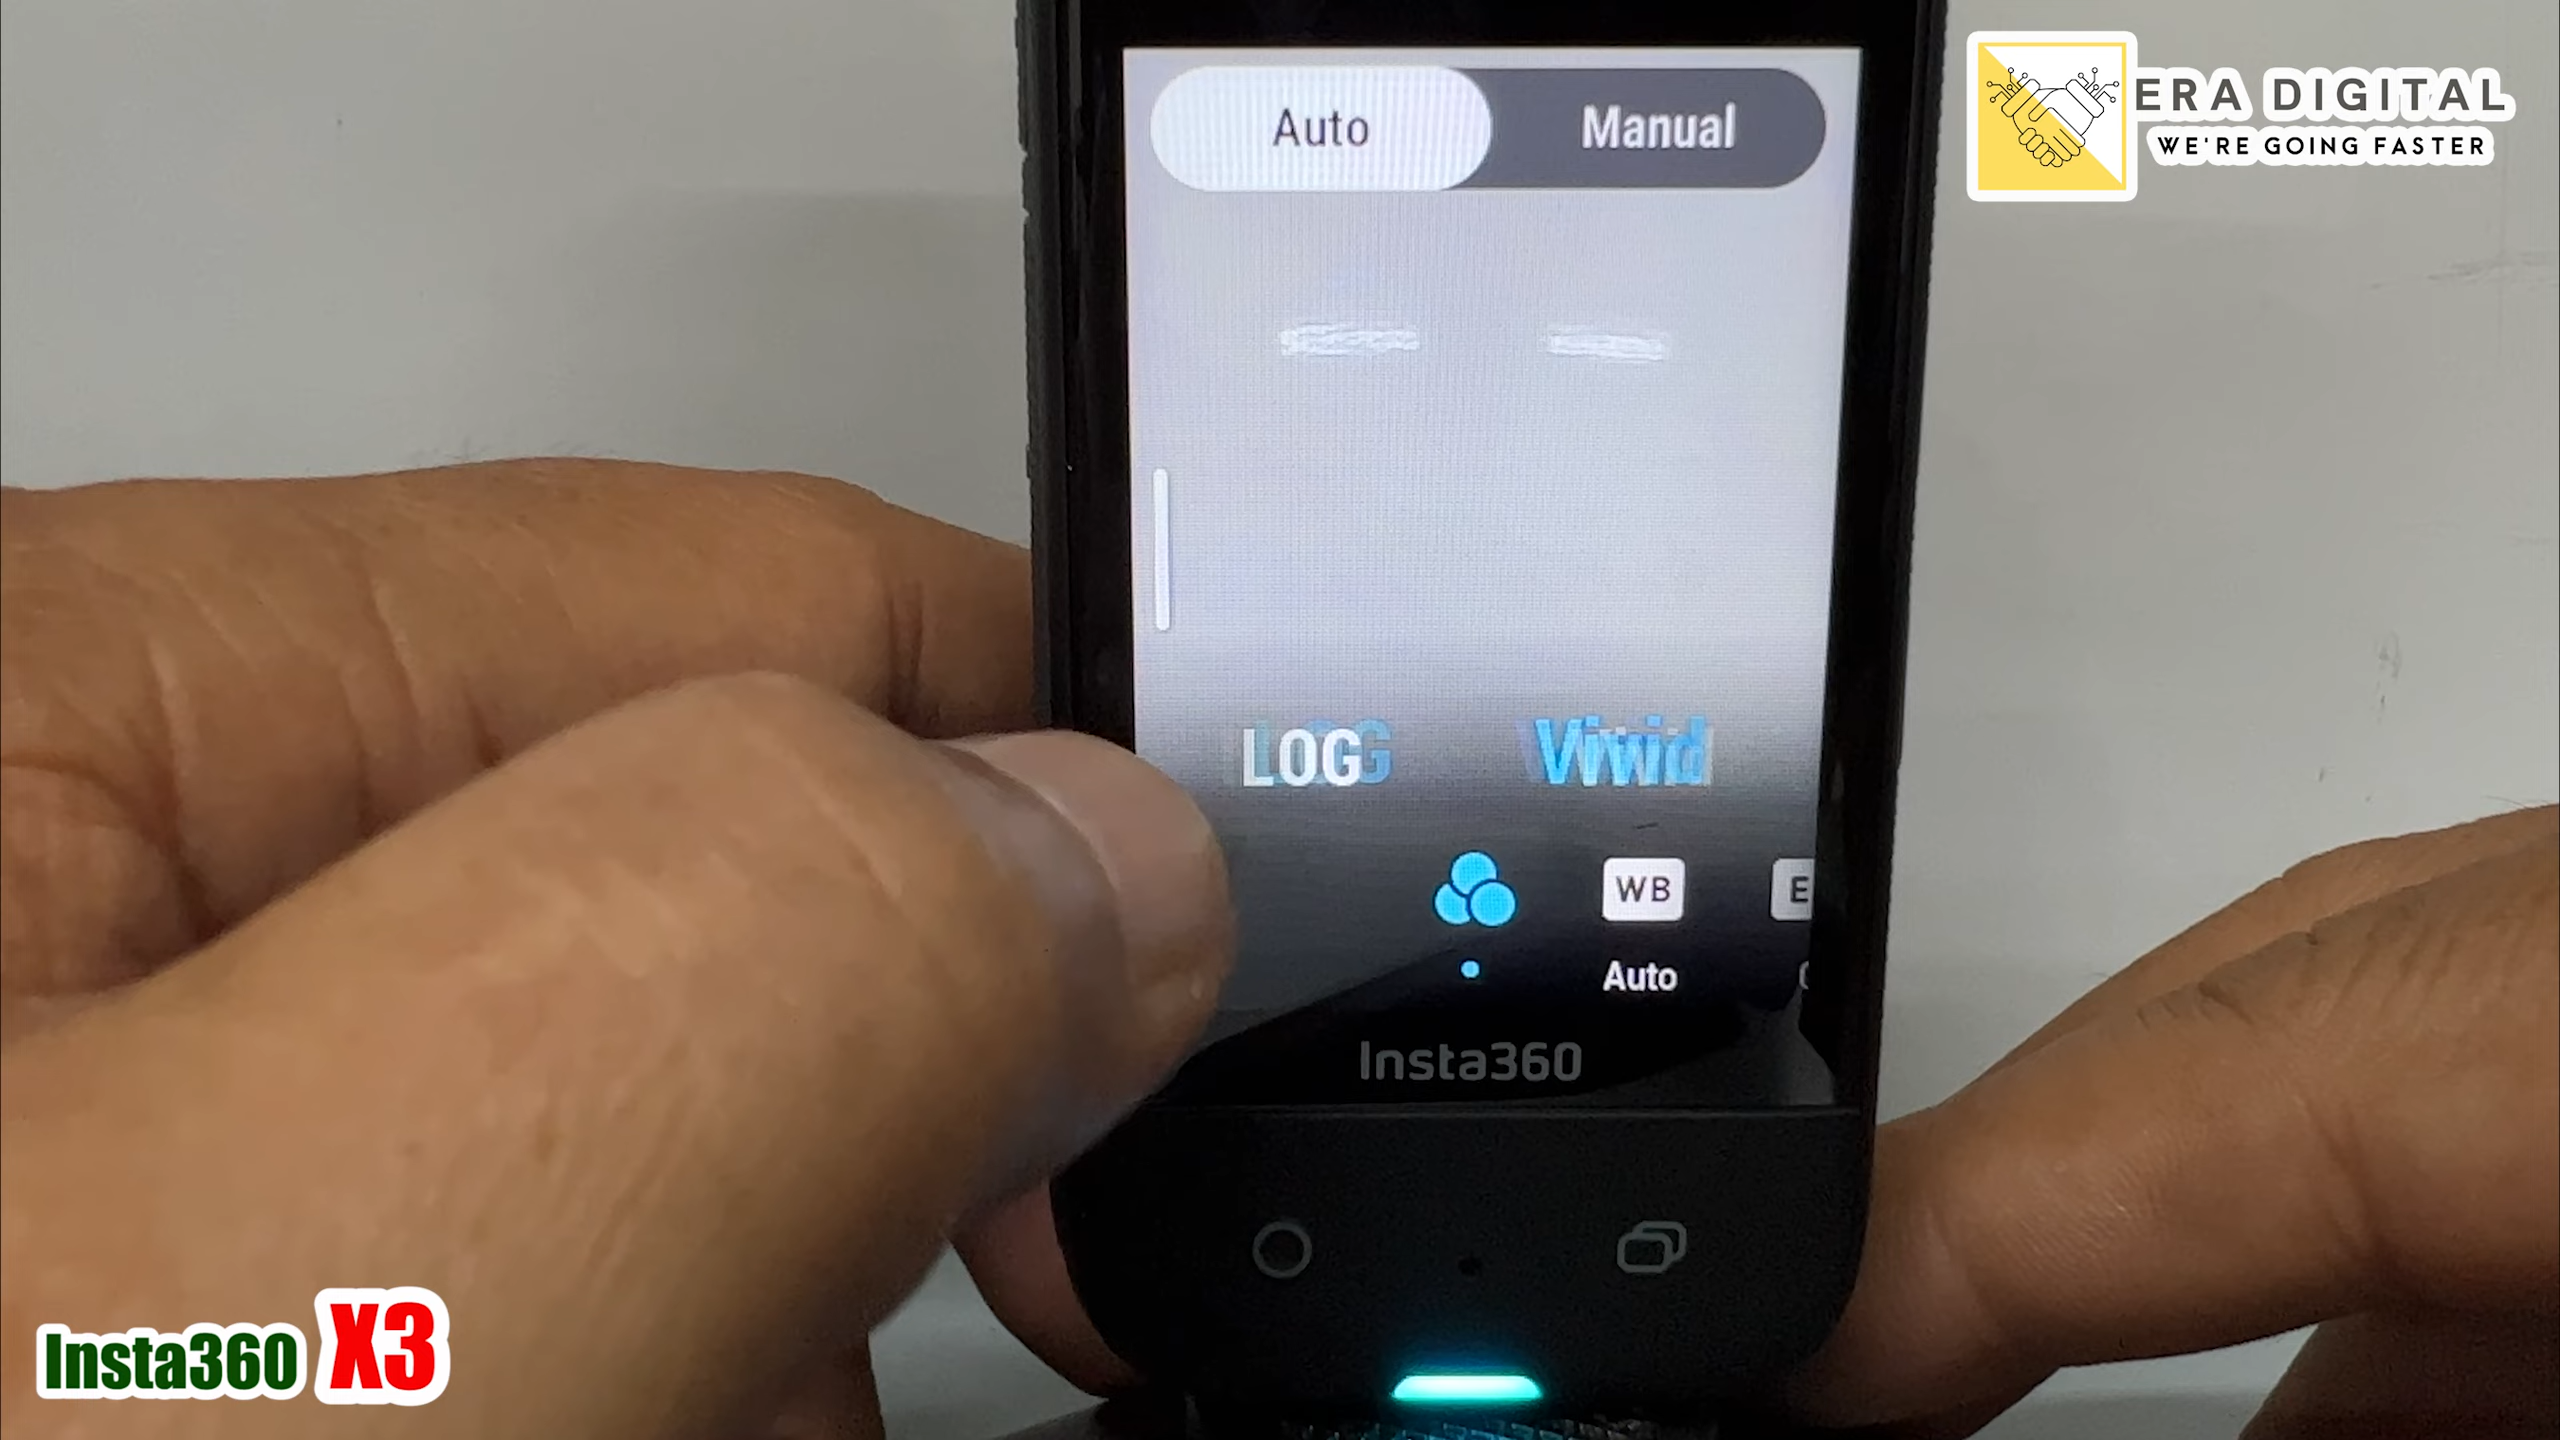 ERA DIGITAL
WE'RE GOING FASTER
Auto Manual
LOG Vivid
WB E
Auto
Insta360
Insta360 X3